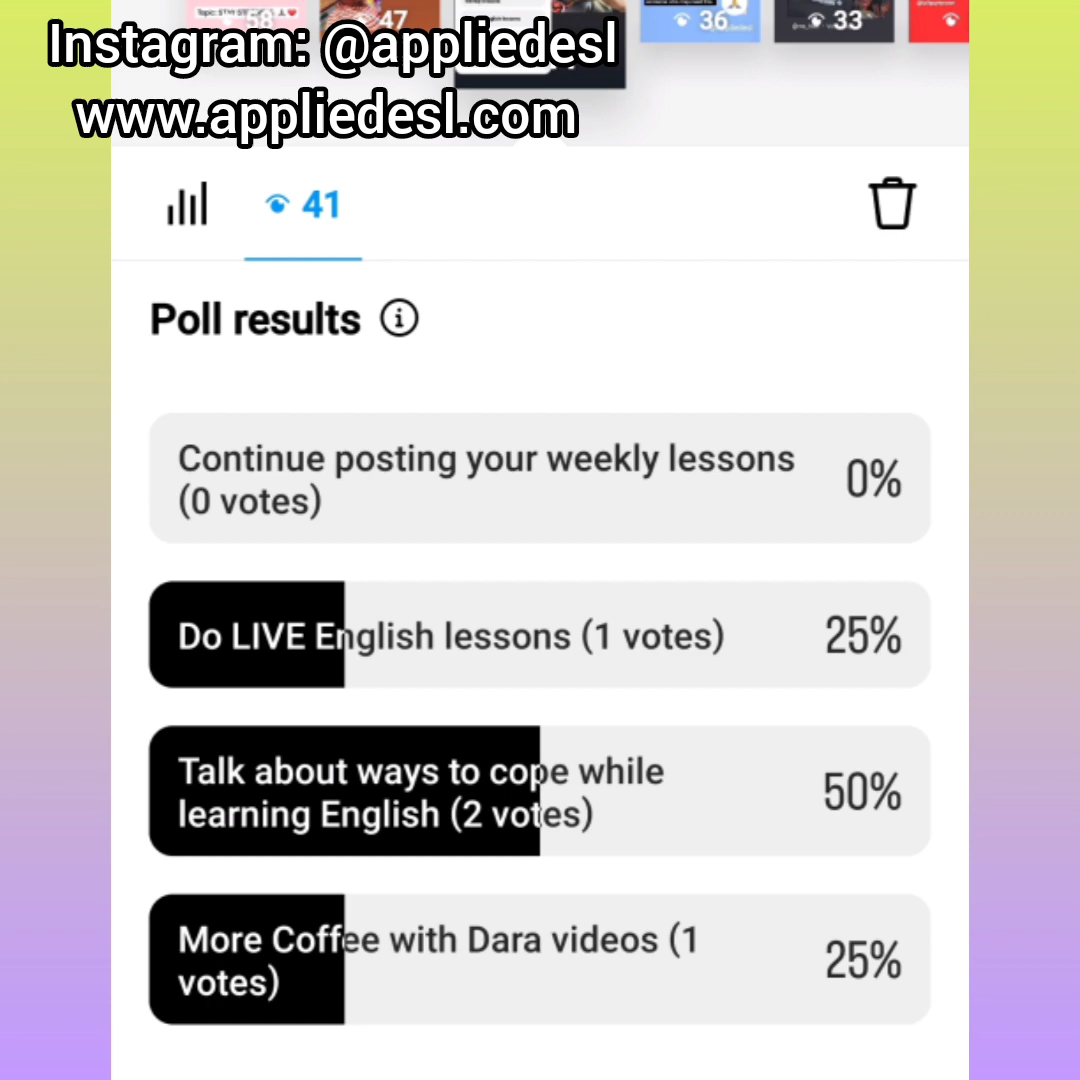 58
47
36
33
Instagram: @appliedesl
www.appliedesl.com
41
Poll results
Continue posting your weekly lessons
(0 votes)
0%
Do LIVE English lessons (1 votes)
25%
Talk about ways to cope while
learning English (2 votes)
50%
More Coffee with Dara videos (1
votes)
25%